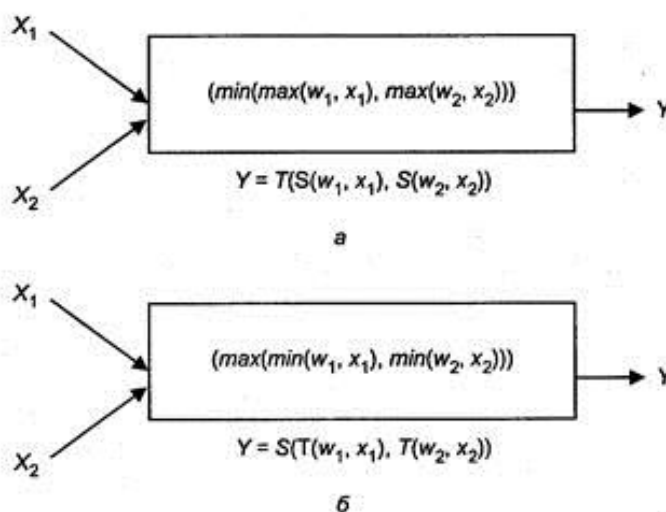 X₁
(min(max(w₁, x₁), max(w₂, x₂)))
Y
X₂
Y = T(S(w₁, x₁), S(w₂, x₂))
а
X₁
(max(min(w₁, x₁), min(w₂, x₂)))
Y
X₂
Y = S(T(w₁, x₁), T(w₂, x₂))
б